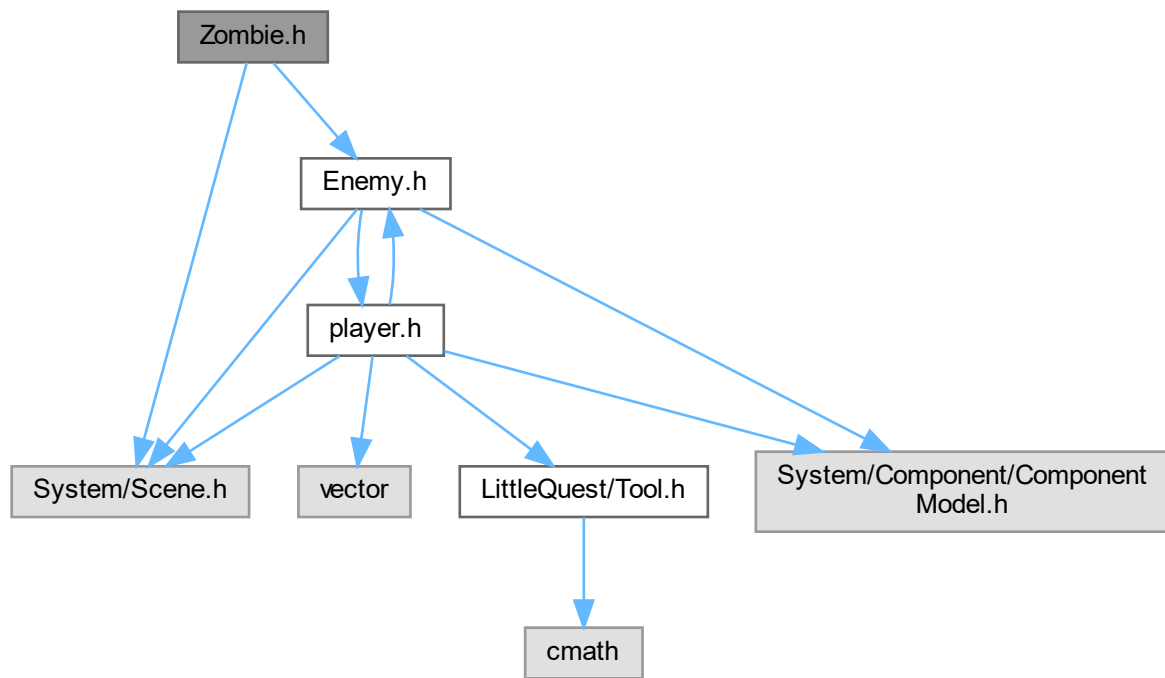 Zombie.h
Enemy.h
player.h
System/Scene.h
vector
LittleQuest/Tool.h
System/Component/Component
Model.h
cmath